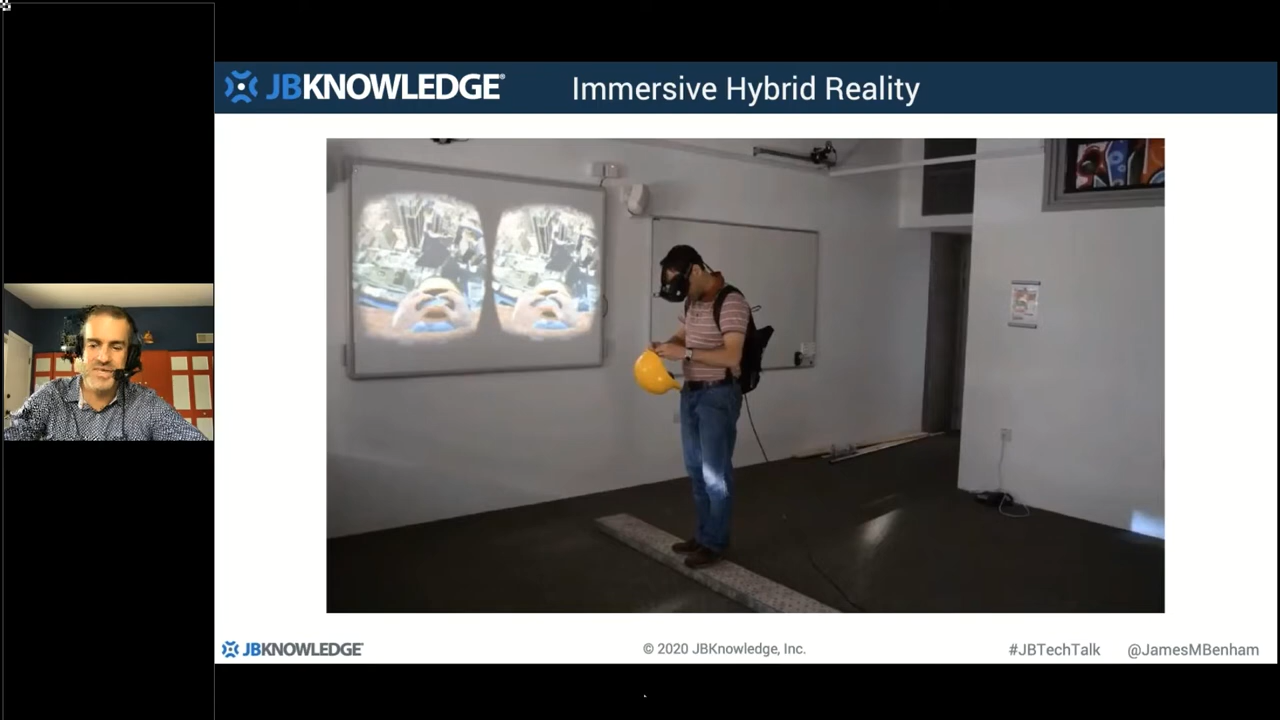 JBKNOWLEDGE®
Immersive Hybrid Reality
JBKNOWLEDGE
© 2020 JBKnowledge, Inc.
#JBTechTalk
@JamesMBenham